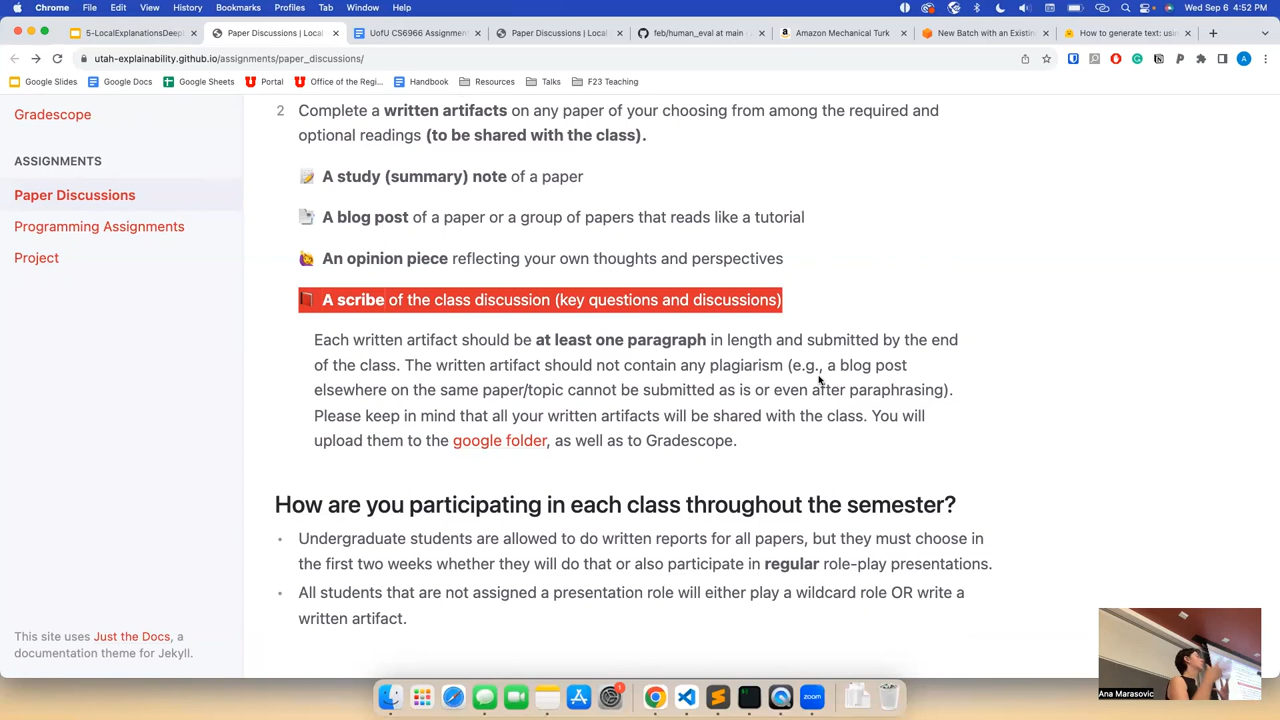 Chrome File Edit View History Bookmarks Profiles Tab Window Help
Wed Sep 6 4:52 PM
5-LocalExplanationsDeep
Paper Discussions | Local
UofU CS6966 Assignment
Paper Discussions | Local
feb/human_eval at main
Amazon Mechanical Turk
New Batch with an Existing
How to generate text: us
utah-explainability.github.io/assignments/paper_discussions/
Google Slides Google Docs Google Sheets Portal Office of the Regi... Handbook Resources Talks F23 Teaching
Gradescope
ASSIGNMENTS
Paper Discussions
Programming Assignments
Project
This site uses Just the Docs, a
documentation theme for Jekyll.
2 Complete a written artifacts on any paper of your choosing from among the required and
optional readings (to be shared with the class).
A study (summary) note of a paper
A blog post of a paper or a group of papers that reads like a tutorial
An opinion piece reflecting your own thoughts and perspectives
A scribe of the class discussion (key questions and discussions)
Each written artifact should be at least one paragraph in length and submitted by the end
of the class. The written artifact should not contain any plagiarism (e.g., a blog post
elsewhere on the same paper/topic cannot be submitted as is or even after paraphrasing).
Please keep in mind that all your written artifacts will be shared with the class. You will
upload them to the google folder, as well as to Gradescope.
How are you participating in each class throughout the semester?
Undergraduate students are allowed to do written reports for all papers, but they must choose in
the first two weeks whether they will do that or also participate in regular role-play presentations.
All students that are not assigned a presentation role will either play a wildcard role OR write a
written artifact.
Ana Marasovic
zoom